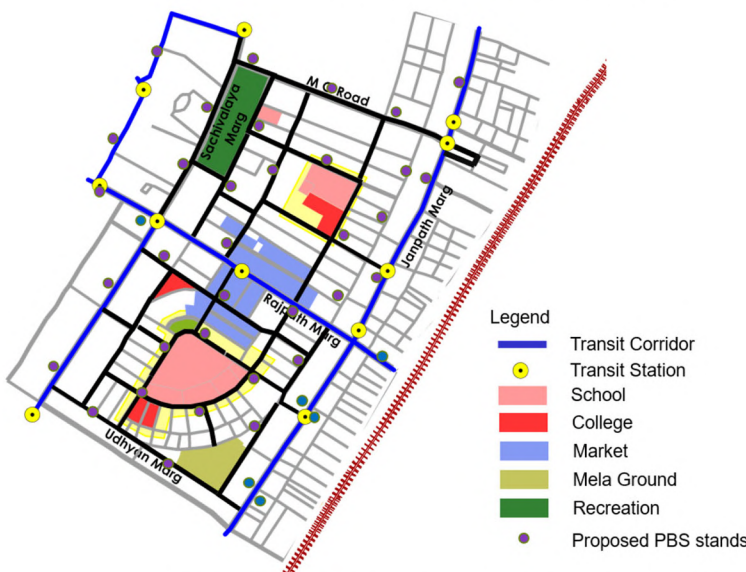 M G Road
Sachivalaya
Marg
Janpath Marg
Rajpath Marg
Udhyan Marg
Legend
Transit Corridor
Transit Station
School
College
Market
Mela Ground
Recreation
Proposed PBS stands